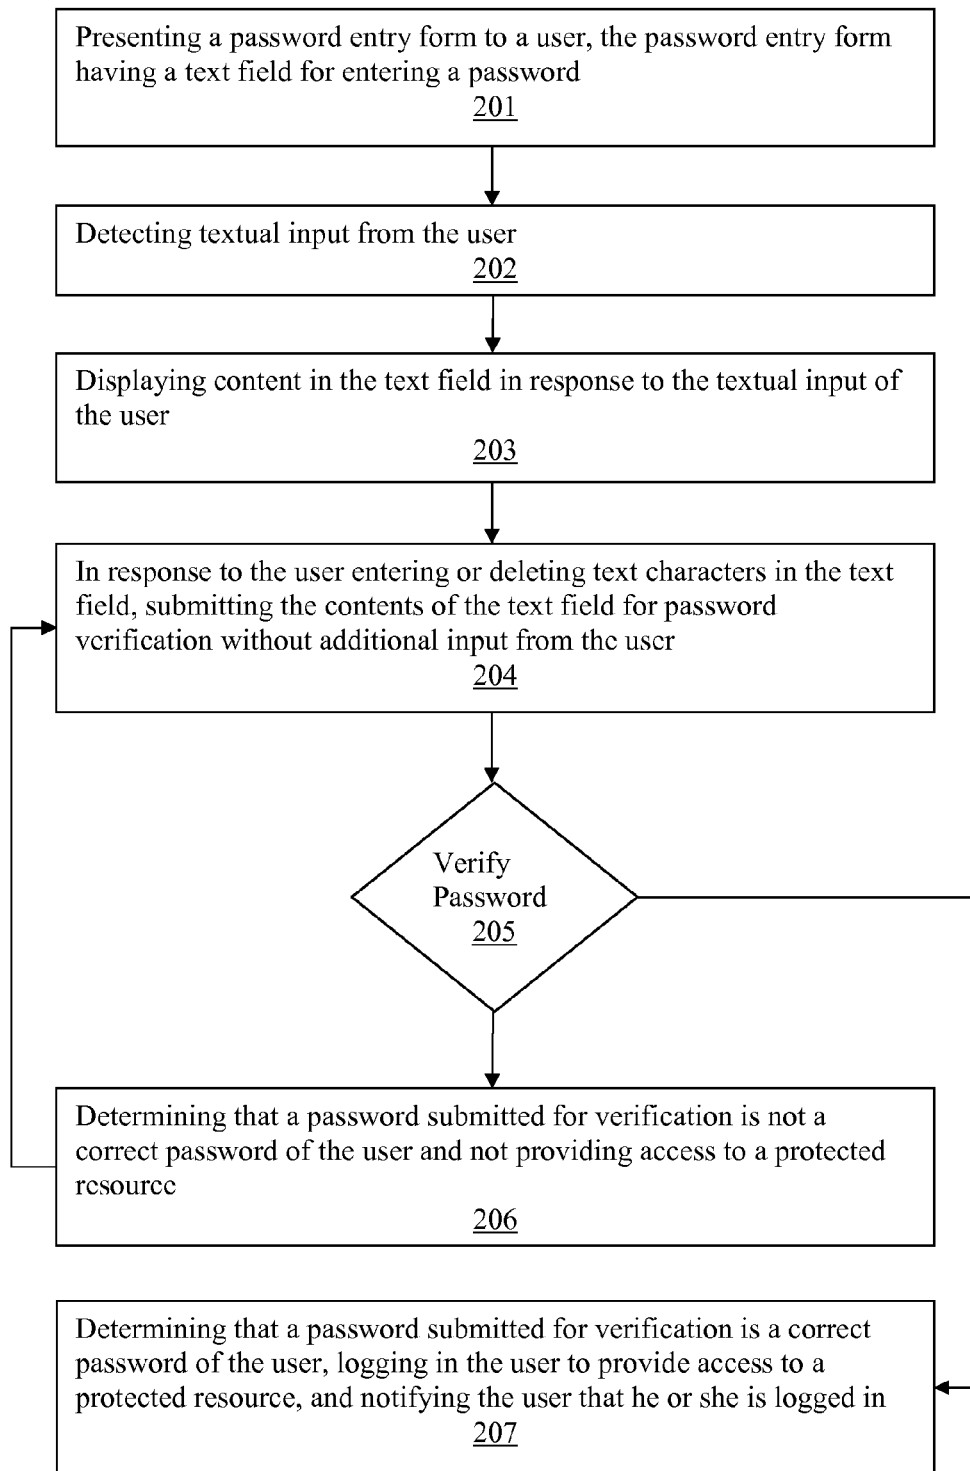 Presenting a password entry form to a user, the password entry form
having a text field for entering a password
201
Detecting textual input from the user
202
Displaying content in the text field in response to the textual input of
the user
203
In response to the user entering or deleting text characters in the text
field, submitting the contents of the text field for password
verification without additional input from the user
204
Verify
Password
205
Determining that a password submitted for verification is not a
correct password of the user and not providing access to a protected
resource
206
Determining that a password submitted for verification is a correct
password of the user, logging in the user to provide access to a
protected resource, and notifying the user that he or she is logged in
207